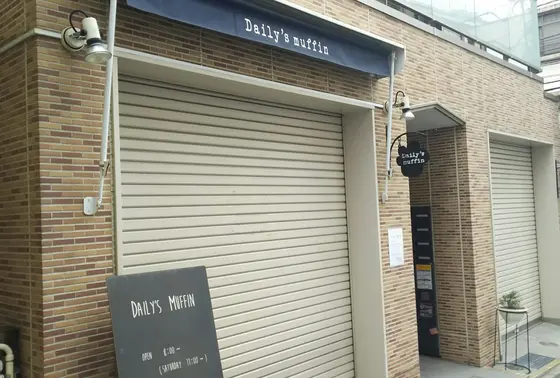 Daily's muffin
Daily's
muffin
DAILY'S MUFFIN
OPEN 8:00~
(SATURDAY 11:00~)